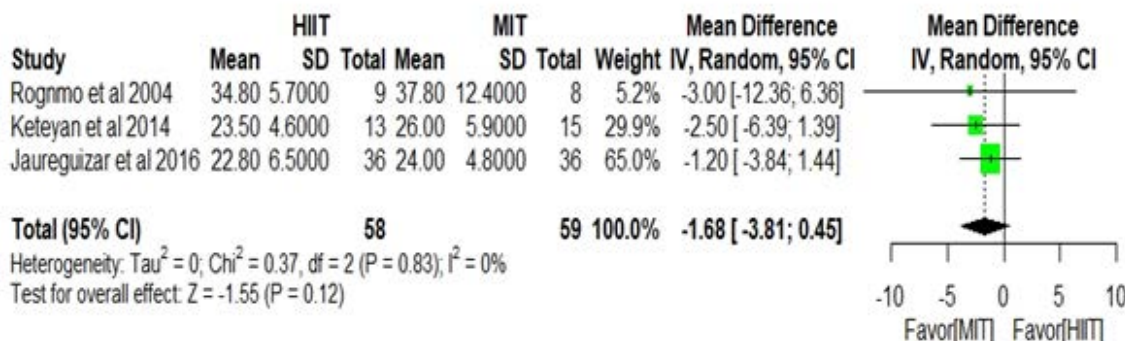 HIIT MIT Mean Difference Mean Difference
Study Mean SD Total Mean SD Total Weight IV, Random, 95% CI IV, Random, 95% CI
Rognmo et al 2004 34.80 5.7000 9 37.80 12.4000 8 5.2% -3.00 [-12.36; 6.36]
Keteyan et al 2014 23.50 4.6000 13 26.00 5.9000 15 29.9% -2.50 [ -6.39; 1.39]
Jaureguizar et al 2016 22.80 6.5000 36 24.00 4.8000 36 65.0% -1.20 [ -3.84; 1.44]
Total (95% CI) 58 59 100.0% -1.68 [ -3.81; 0.45]
Heterogeneity: Tau² = 0; Chi² = 0.37, df = 2 (P = 0.83); I² = 0%
Test for overall effect: Z = -1.55 (P = 0.12)
-10 -5 0 5 10
Favor[MIT] Favor[HIIT]